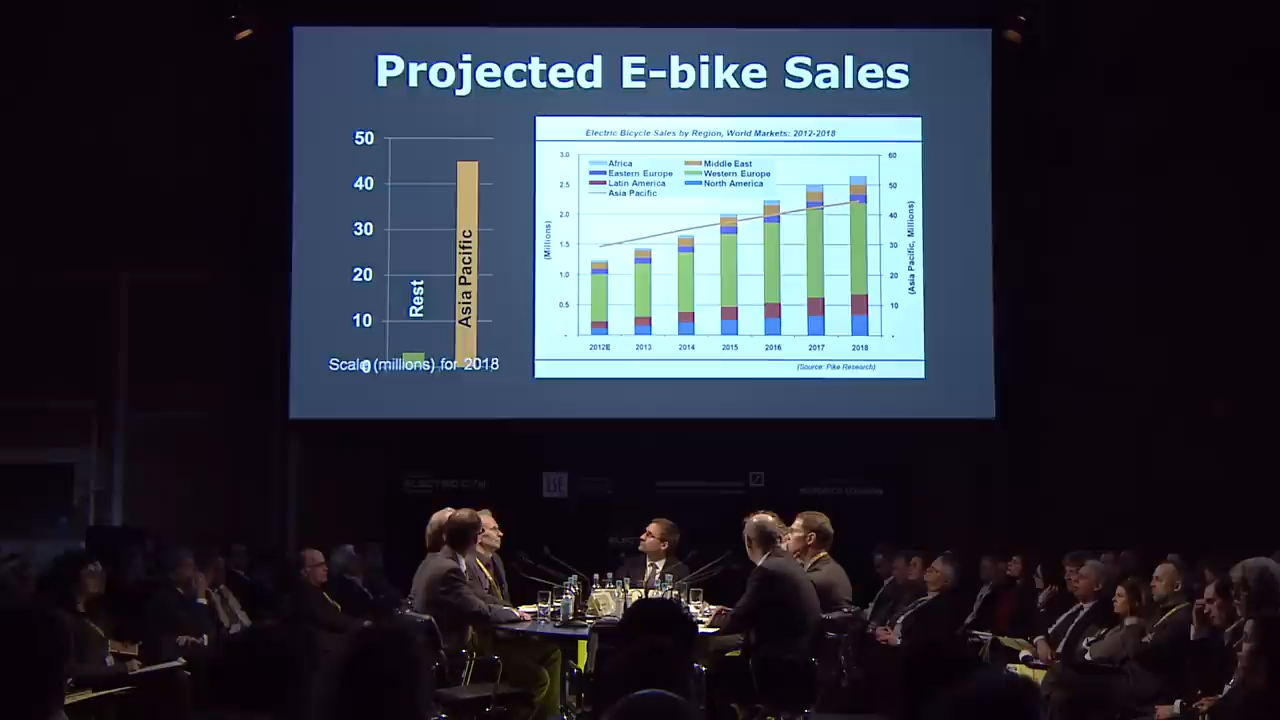 Projected E-bike Sales
50
40
30
20
10
0
Rest
Asia Pacific
Scale (millions) for 2018
Electric Bicycle Sales by Region, World Markets: 2012-2018
3.0
2.5
2.0
1.5
1.0
0.5
-
(Millions)
Africa
Middle East
Eastern Europe
Western Europe
Latin America
North America
Asia Pacific
60
50
40
30
20
10
-
(Asia Pacific, Millions)
2012E 2013 2014 2015 2016 2017 2018
(Source: Pike Research)
LSE